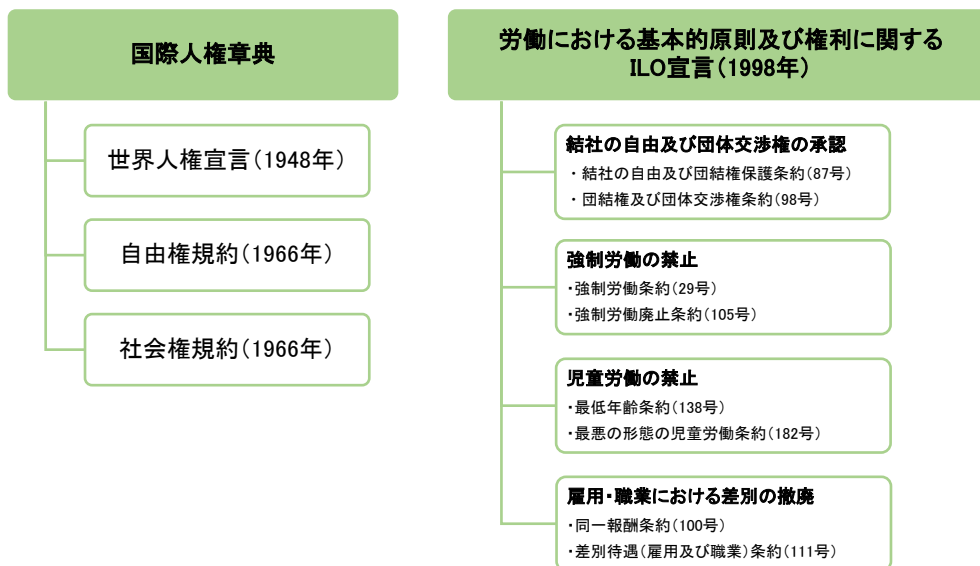 国際人権章典
世界人権宣言（1948年）
自由権規約（1966年）
社会権規約（1966年）
労働における基本的原則及び権利に関する
ILO宣言（1998年）
結社の自由及び団体交渉権の承認
・結社の自由及び団結権保護条約（87号）
・団結権及び団体交渉権条約（98号）
強制労働の禁止
・強制労働条約（29号）
・強制労働廃止条約（105号）
児童労働の禁止
・最低年齢条約（138号）
・最悪の形態の児童労働条約（182号）
雇用・職業における差別の撤廃
・同一報酬条約（100号）
・差別待遇（雇用及び職業）条約（111号）